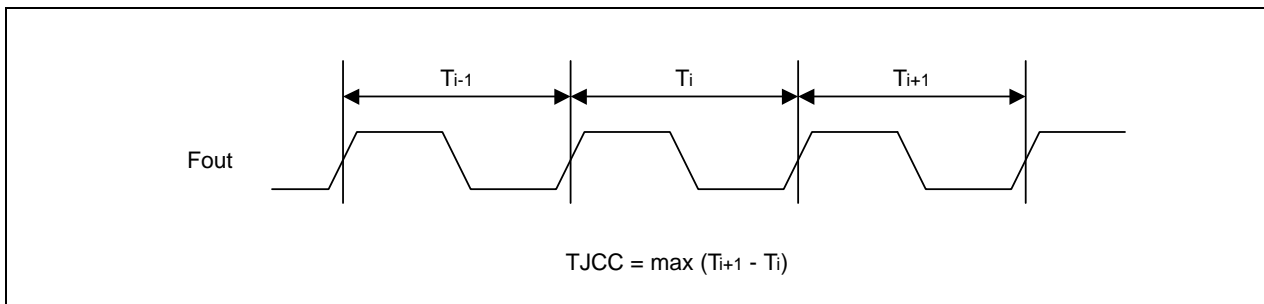 Ti-1 Ti Ti+1
Fout
TJCC = max (Ti+1 - Ti)